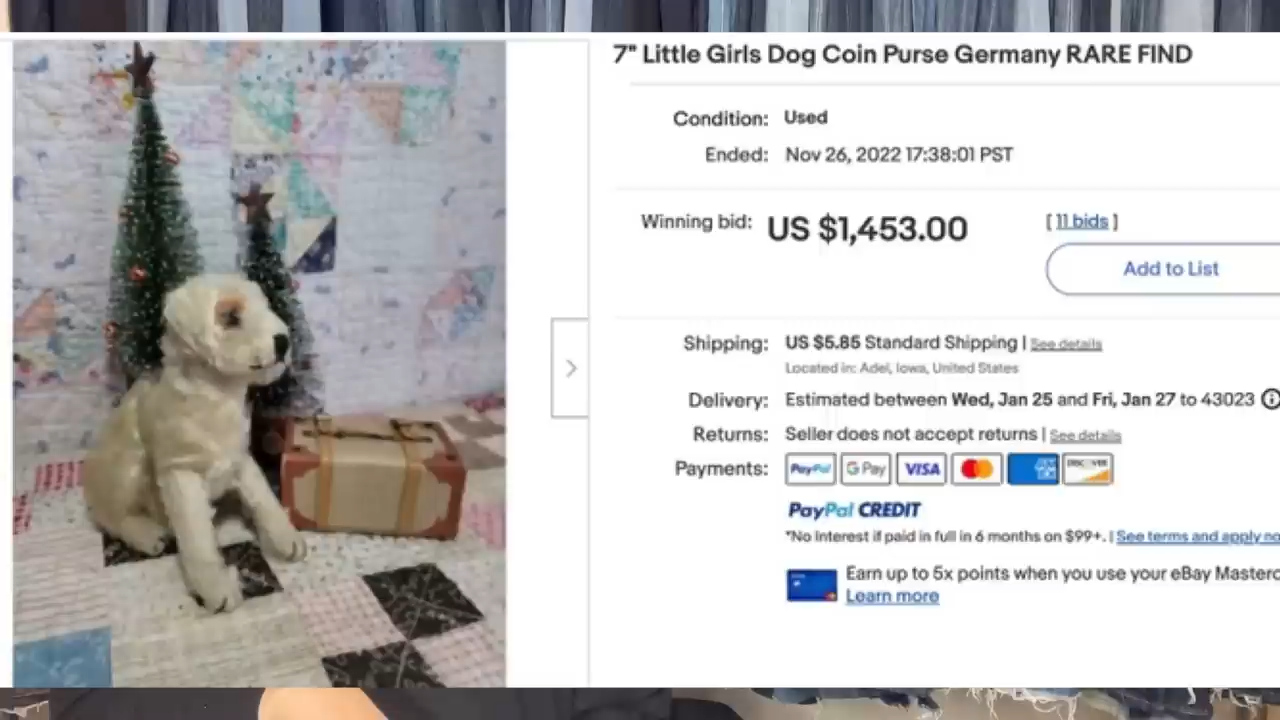 7" Little Girls Dog Coin Purse Germany RARE FIND
Condition: Used
Ended: Nov 26, 2022 17:38:01 PST
Winning bid: US $1,453.00 [ 11 bids ]
Add to List
Shipping: US $5.85 Standard Shipping | See details
Located in: Adel, Iowa, United States
Delivery: Estimated between Wed, Jan 25 and Fri, Jan 27 to 43023
Returns: Seller does not accept returns | See details
Payments: PayPal G Pay VISA DISCOVER
PayPal CREDIT
*No Interest if paid in full in 6 months on $99+. | See terms and apply no
Earn up to 5x points when you use your eBay Masterc
Learn more